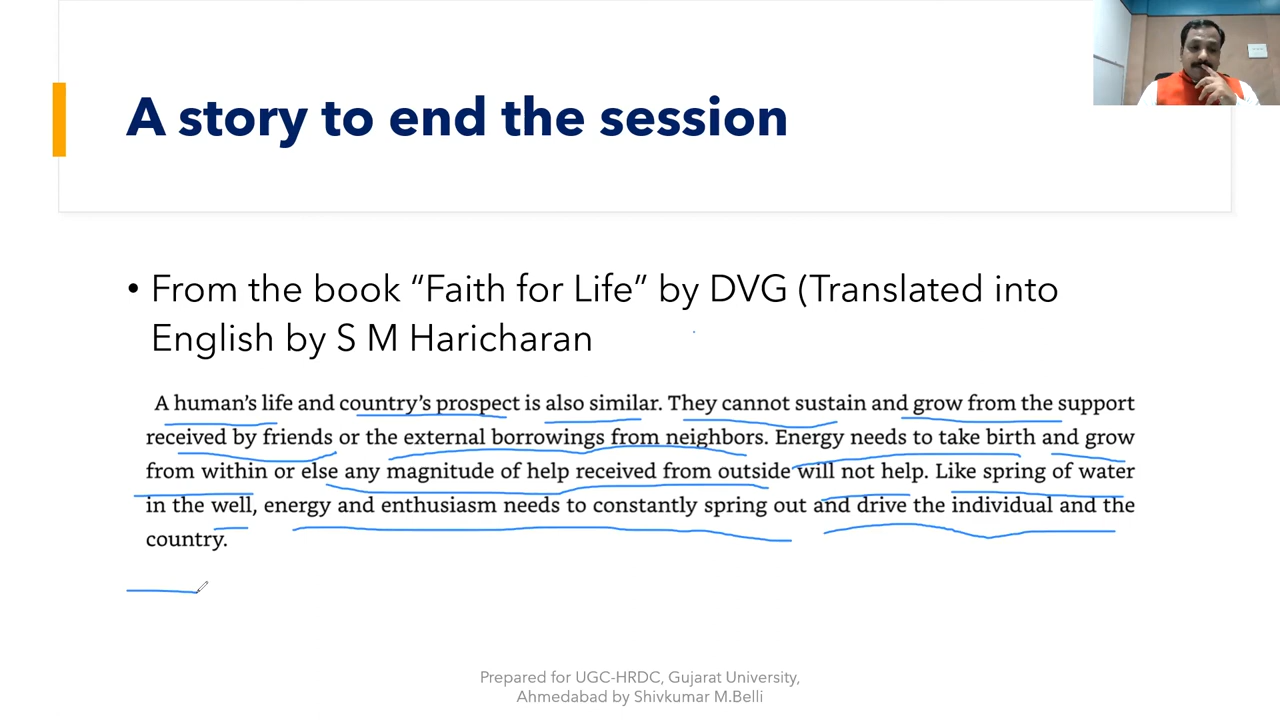 A story to end the session
• From the book “Faith for Life” by DVG (Translated into
English by S M Haricharan
A human’s life and country’s prospect is also similar. They cannot sustain and grow from the support
received by friends or the external borrowings from neighbors. Energy needs to take birth and grow
from within or else any magnitude of help received from outside will not help. Like spring of water
in the well, energy and enthusiasm needs to constantly spring out and drive the individual and the
country.
Prepared for UGC-HRDC, Gujarat University,
Ahmedabad by Shivkumar M.Belli